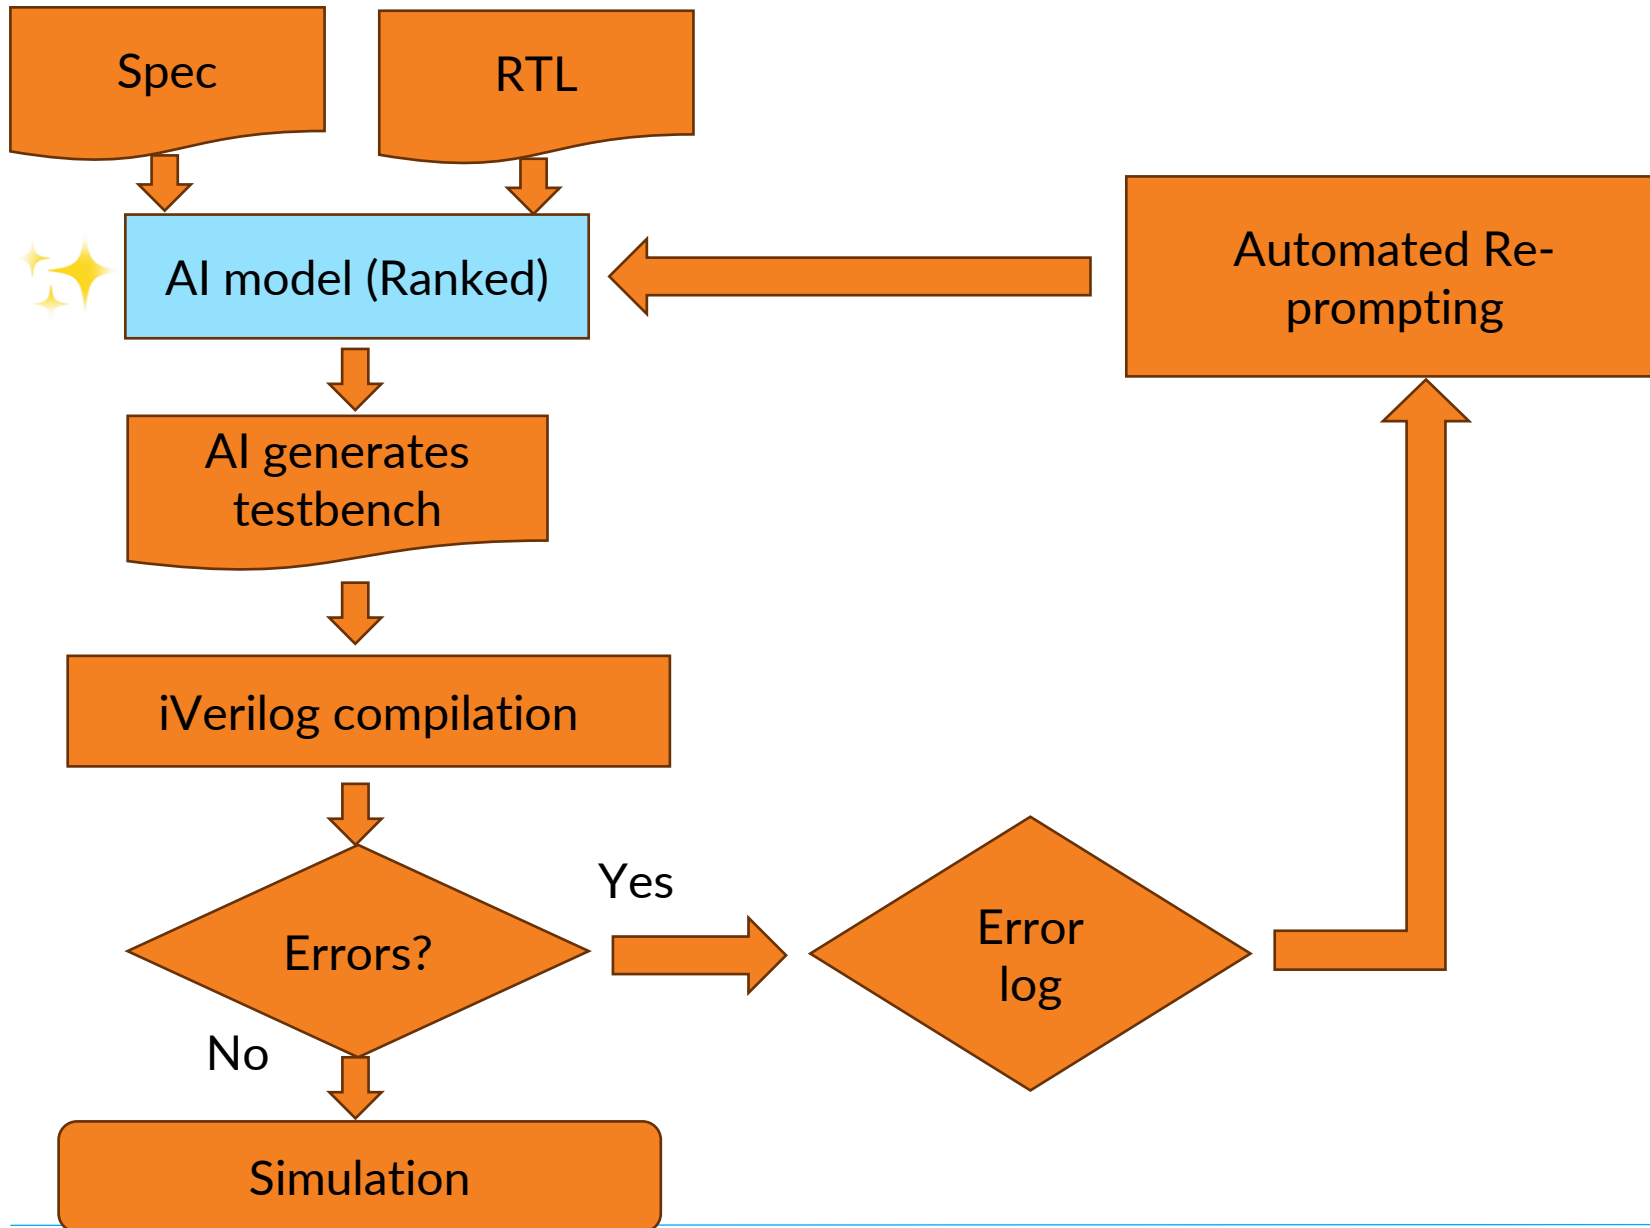 Spec
RTL
AI model (Ranked)
Automated Re-
prompting
AI generates
testbench
iVerilog compilation
Errors?
Yes
Error
log
No
Simulation